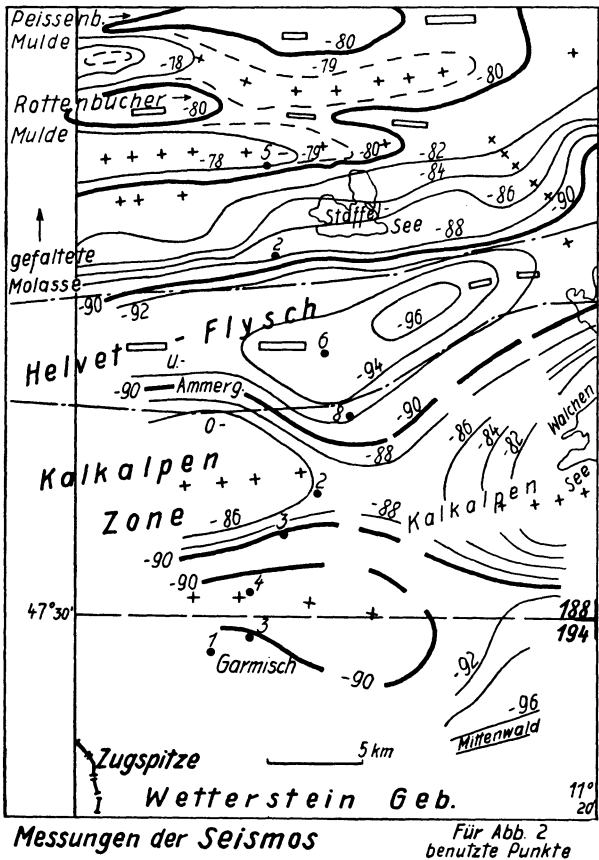 Peissenb. →
Mulde
-80
-79
-78
-80
Rottenbucher →
-80
Mulde
-80
-78
5
-79
-80
-82
-84
-86
-90
Staffel
See
-88
gefaltete
Molasse
2
-90
-92
Helvet - Flysch
-96
6
-94
U.-
-90
Ammerg.
8
-90
O-
-88
-86
-84
-82
Walchen
See
Kalkalpen
Zone
2
-86
3
-88
Kalkalpen
-90
-90
4
47°30'
188
194
3
1
Garmisch
-90
-92
-96
Mittenwald
Zugspitze
5 km
Wetterstein Geb.
11°
20'
Messungen der Seismos
Für Abb. 2
benutzte Punkte